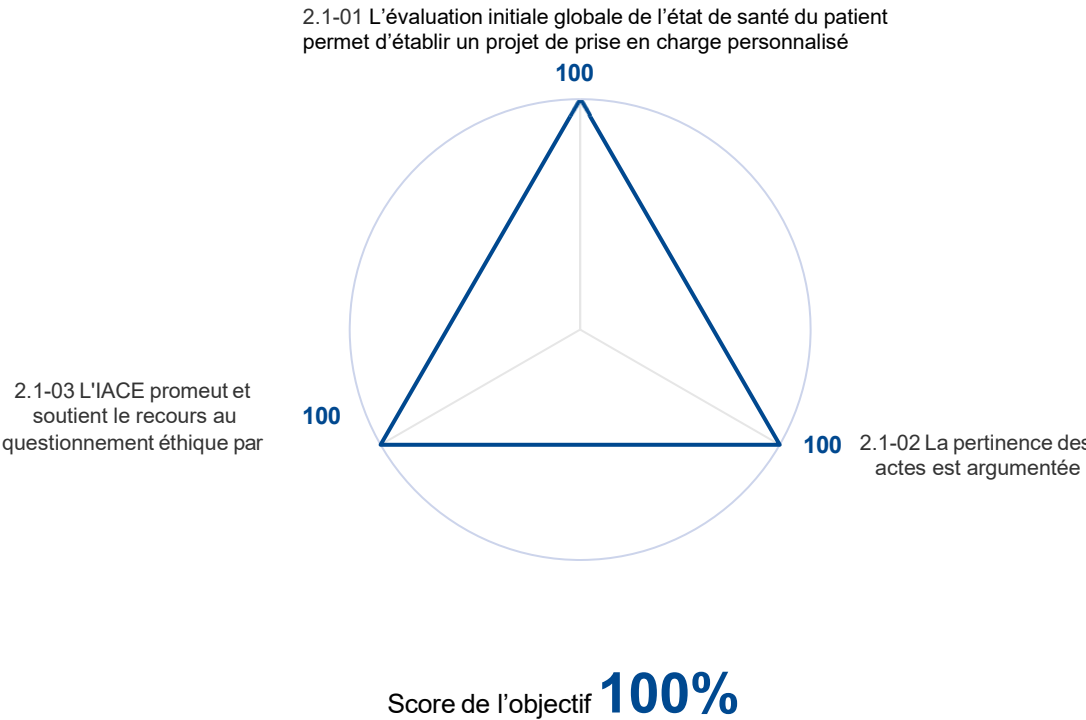 2.1-01 L’évaluation initiale globale de l’état de santé du patient
permet d’établir un projet de prise en charge personnalisé
100
2.1-03 L'IACE promeut et
soutient le recours au
questionnement éthique par
100
100
2.1-02 La pertinence des
actes est argumentée
Score de l’objectif 100%